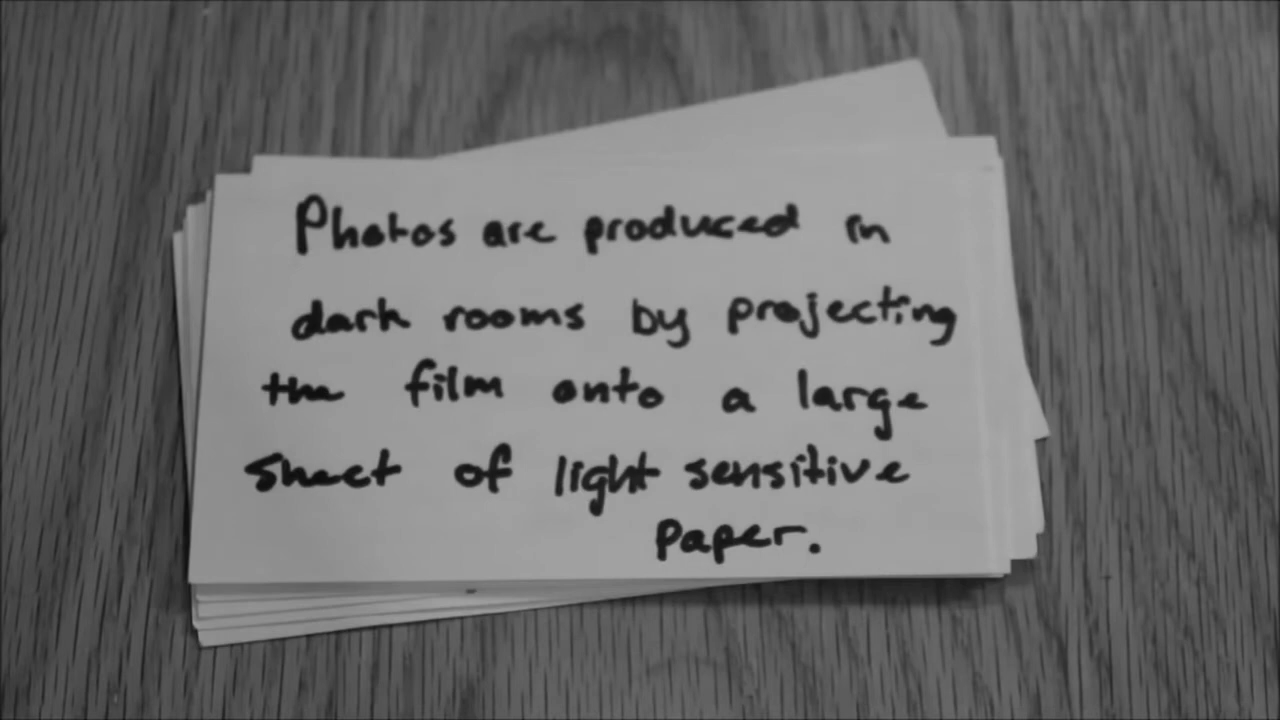 Photos are produced in
dark rooms by projecting
the film onto a large
sheet of light sensitive
paper.